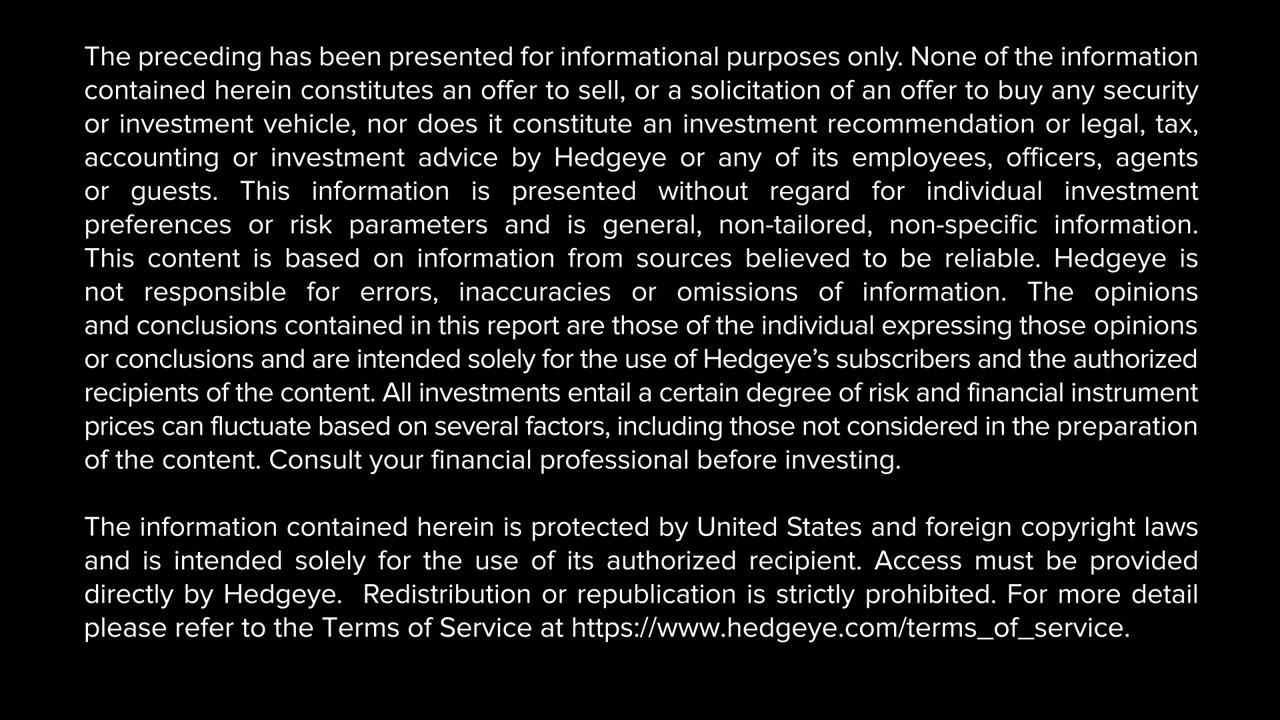 The preceding has been presented for informational purposes only. None of the information
contained herein constitutes an offer to sell, or a solicitation of an offer to buy any security
or investment vehicle, nor does it constitute an investment recommendation or legal, tax,
accounting or investment advice by Hedgeye or any of its employees, officers, agents
or guests. This information is presented without regard for individual investment
preferences or risk parameters and is general, non-tailored, non-specific information.
This content is based on information from sources believed to be reliable. Hedgeye is
not responsible for errors, inaccuracies or omissions of information. The opinions
and conclusions contained in this report are those of the individual expressing those opinions
or conclusions and are intended solely for the use of Hedgeye’s subscribers and the authorized
recipients of the content. All investments entail a certain degree of risk and financial instrument
prices can fluctuate based on several factors, including those not considered in the preparation
of the content. Consult your financial professional before investing.
The information contained herein is protected by United States and foreign copyright laws
and is intended solely for the use of its authorized recipient. Access must be provided
directly by Hedgeye.  Redistribution or republication is strictly prohibited. For more detail
please refer to the Terms of Service at https://www.hedgeye.com/terms_of_service.